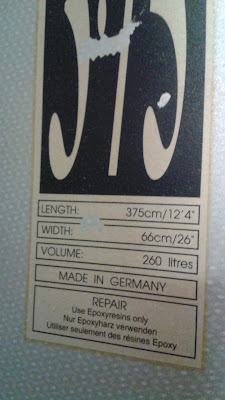 LENGTH: 375cm/12'4"
WIDTH: 66cm/26"
VOLUME: 260 litres
MADE IN GERMANY
REPAIR
Use Epoxyresins only
Nur Epoxyharz verwenden
Utiliser seulement des résines Epoxy